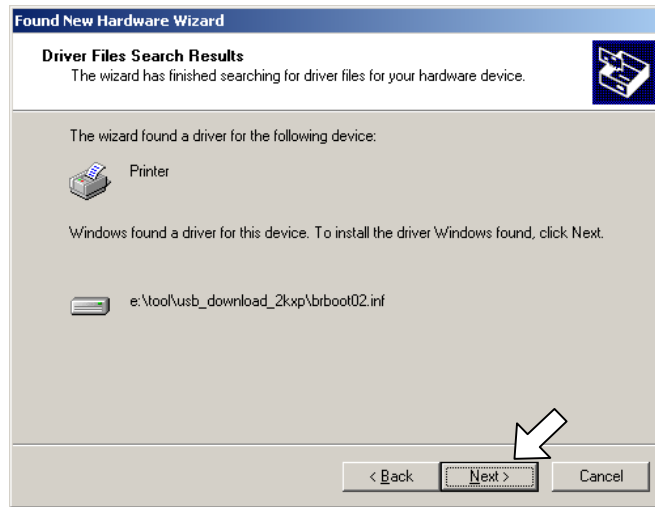 Found New Hardware Wizard
Driver Files Search Results
The wizard has finished searching for driver files for your hardware device.
The wizard found a driver for the following device:
Printer
Windows found a driver for this device. To install the driver Windows found, click Next.
e:\tool\usb_download_2kxp\brboot02.inf
< Back Next > Cancel